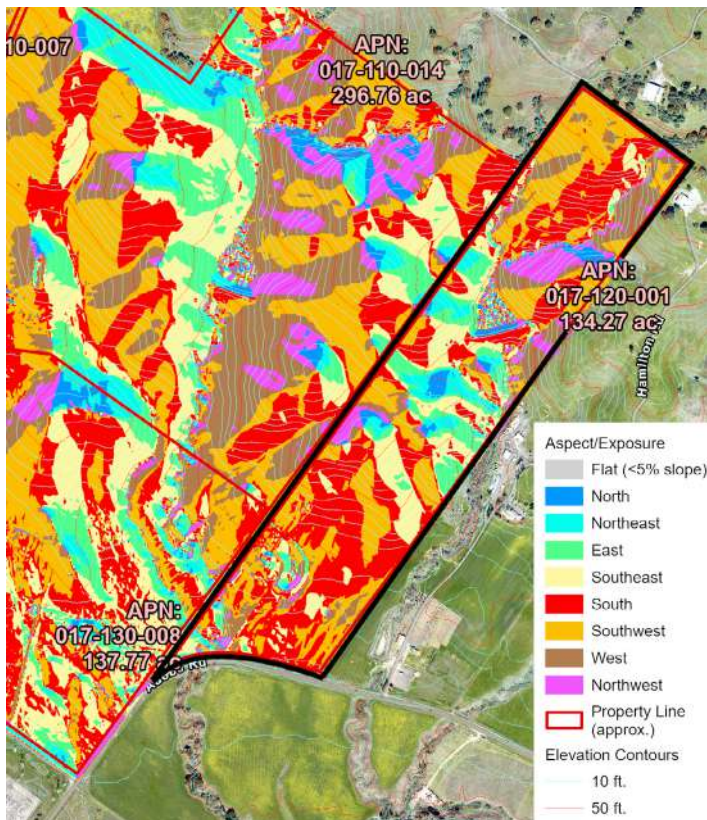 10-007
APN:
017-110-014
296.76 ac
APN:
017-120-001
134.27 ac
Hamilton
APN:
017-130-008
137.77 ac
Rd
Aspect/Exposure
Flat (<5% slope)
North
Northeast
East
Southeast
South
Southwest
West
Northwest
Property Line
(approx.)
Elevation Contours
10 ft.
50 ft.